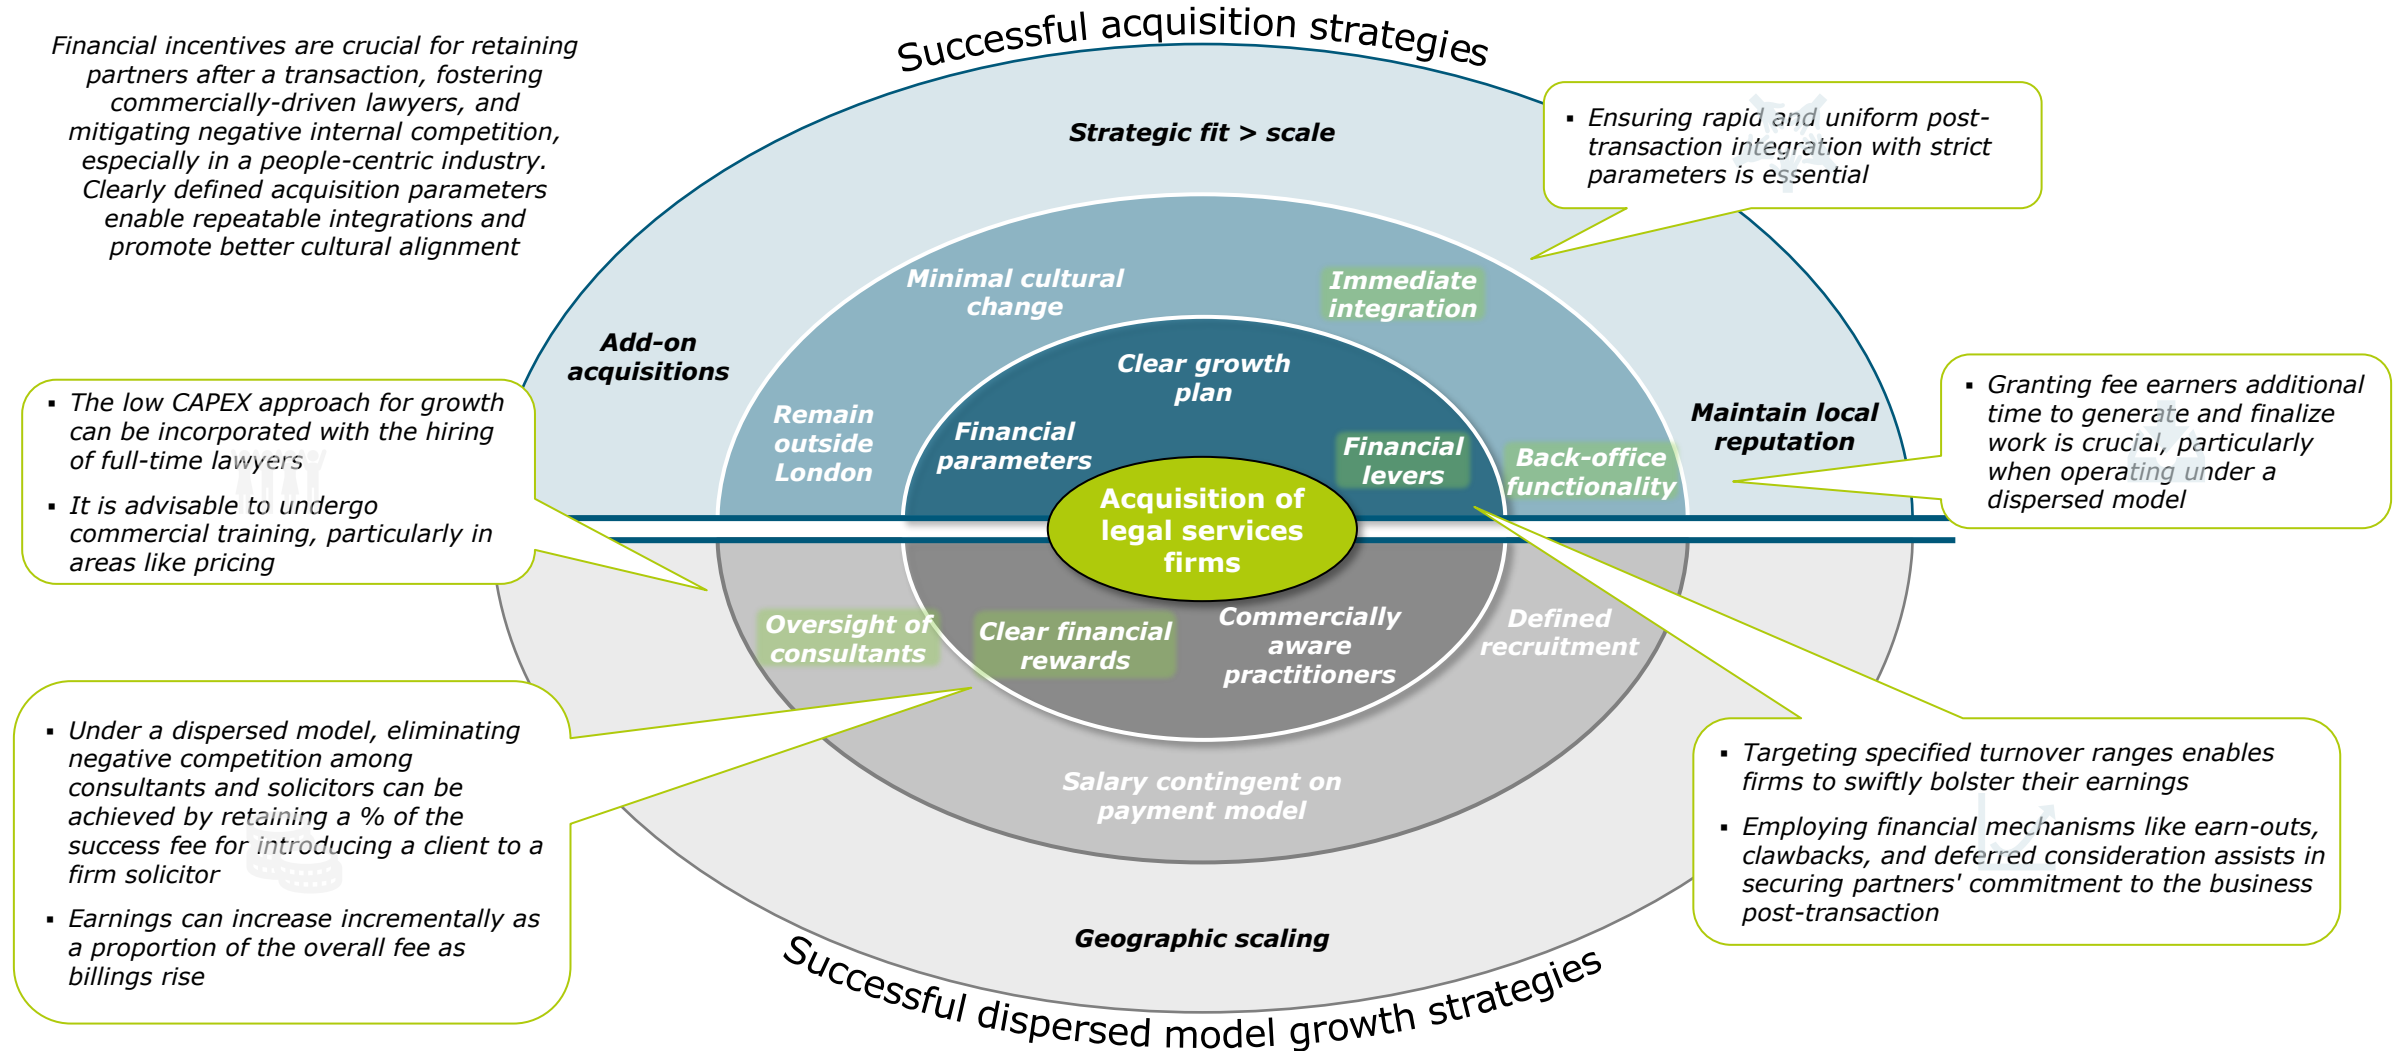 Successful acquisition strategies
Financial incentives are crucial for retaining
partners after a transaction, fostering
commercially-driven lawyers, and
mitigating negative internal competition,
especially in a people-centric industry.
Clearly defined acquisition parameters
enable repeatable integrations and
promote better cultural alignment
Strategic fit > scale
▪ Ensuring rapid and uniform post-
transaction integration with strict
parameters is essential
Minimal cultural
change
Immediate
integration
Add-on
acquisitions
Clear growth
plan
Remain
outside
London
Financial
parameters
Financial
levers
Back-office
functionality
Maintain local
reputation
▪ Granting fee earners additional
time to generate and finalize
work is crucial, particularly
when operating under a
dispersed model
▪ The low CAPEX approach for growth
can be incorporated with the hiring
of full-time lawyers
▪ It is advisable to undergo
commercial training, particularly in
areas like pricing
Acquisition of
legal services
firms
Oversight of
consultants
Clear financial
rewards
Commercially
aware
practitioners
Defined
recruitment
▪ Under a dispersed model, eliminating
negative competition among
consultants and solicitors can be
achieved by retaining a % of the
success fee for introducing a client to a
firm solicitor
▪ Earnings can increase incrementally as
a proportion of the overall fee as
billings rise
Salary contingent on
payment model
▪ Targeting specified turnover ranges enables
firms to swiftly bolster their earnings
▪ Employing financial mechanisms like earn-outs,
clawbacks, and deferred consideration assists in
securing partners' commitment to the business
post-transaction
Geographic scaling
Successful dispersed model growth strategies